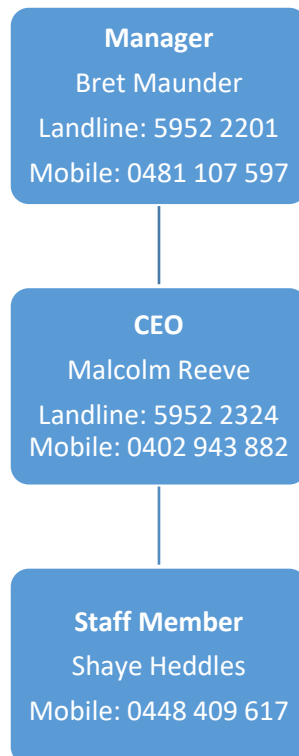 Manager
Bret Maunder
Landline: 5952 2201
Mobile: 0481 107 597
CEO
Malcolm Reeve
Landline: 5952 2324
Mobile: 0402 943 882
Staff Member
Shaye Heddles
Mobile: 0448 409 617